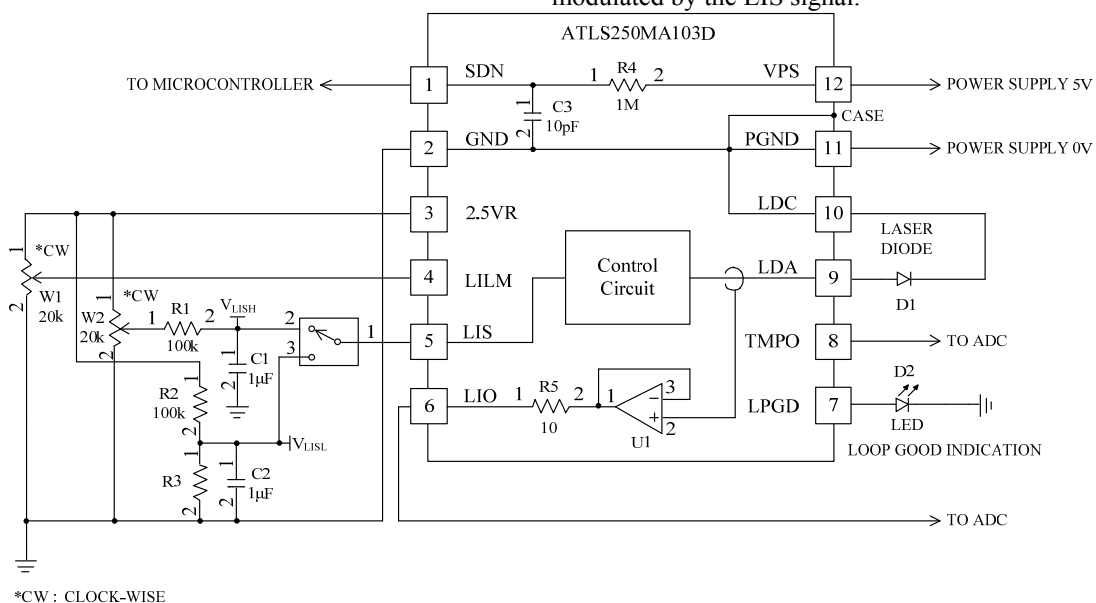 modulated by the LIS signal.
ATLS250MA103D
TO MICROCONTROLLER
1
SDN
1
R4
2
1M
VPS
12
POWER SUPPLY 5V
1
C3
2
10pF
CASE
2
GND
PGND
11
POWER SUPPLY 0V
3
2.5VR
LDC
10
LASER
DIODE
1
*CW
4
LILM
Control
Circuit
LDA
9
D1
2
W1
20k
*CW
1
W2
20k
2
1
R1
2
100k
VLISH
2
3
1
5
LIS
TMPO
8
TO ADC
1
C1
2
1µF
1
R2
100k
2
6
LIO
1
R5
2
10
1
3
−
+
2
U1
LPGD
7
D2
LED
LOOP GOOD INDICATION
VLISL
1
R3
2
1
C2
2
1µF
TO ADC
*CW : CLOCK-WISE